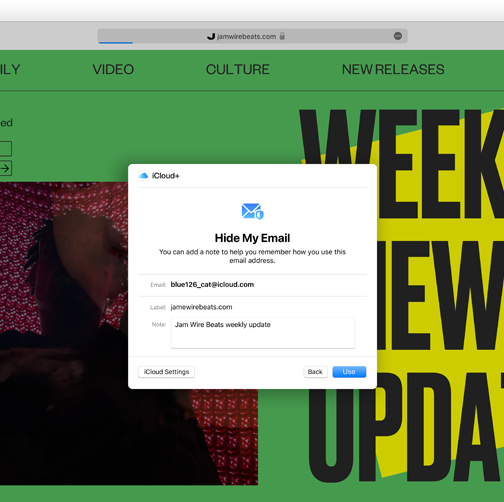 jamwirebeats.com
ILY VIDEO CULTURE NEW RELEASES
ed
iCloud+
Hide My Email
You can add a note to help you remember how you use this
email address.
Email: blue126_cat@icloud.com
Label: jamewirebeats.com
Note: Jam Wire Beats weekly update
iCloud Settings Back Use
WEEK
NEW
UPDA